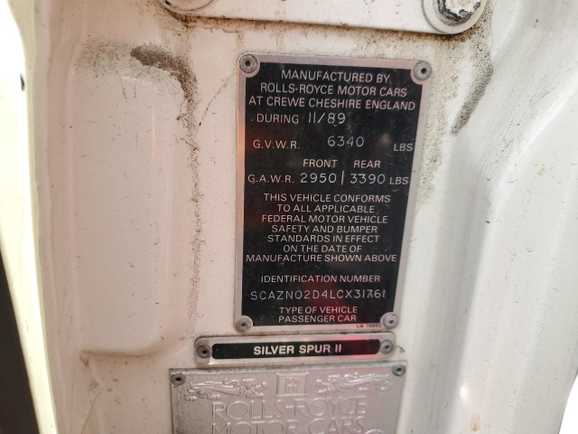 MANUFACTURED BY
ROLLS-ROYCE MOTOR CARS
AT CREWE CHESHIRE ENGLAND
DURING 11/89
G.V.W.R. 6340 LBS
FRONT REAR
G.A.W.R. 2950 | 3390 LBS
THIS VEHICLE CONFORMS
TO ALL APPLICABLE
FEDERAL MOTOR VEHICLE
SAFETY AND BUMPER
STANDARDS IN EFFECT
ON THE DATE OF
MANUFACTURE SHOWN ABOVE
IDENTIFICATION NUMBER
SCAZN02D4LCX31761
TYPE OF VEHICLE
PASSENGER CAR
SILVER SPUR II
ROLLS-ROYCE
MOTOR CARS